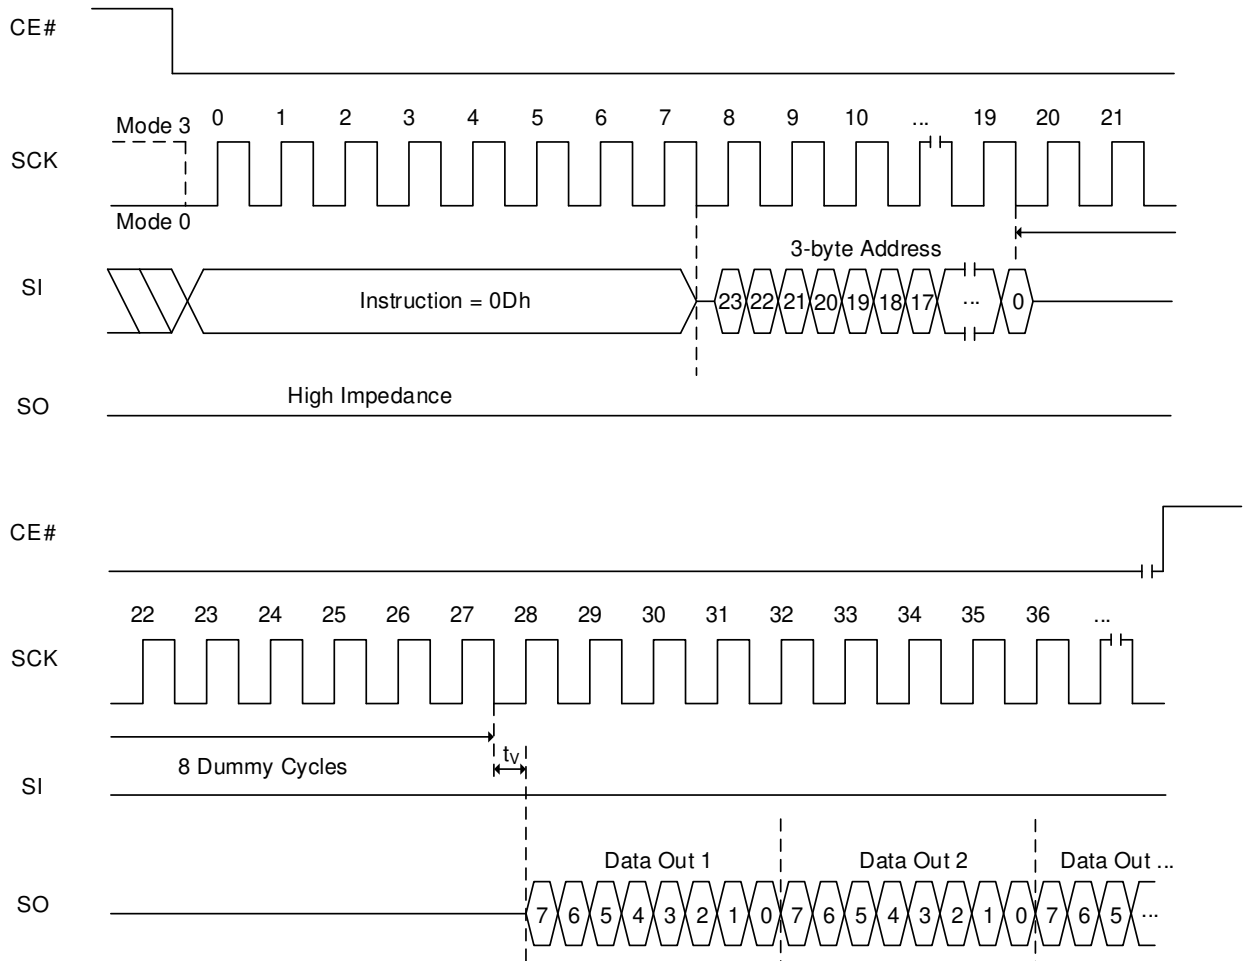 CE#
Mode 3 0 1 2 3 4 5 6 7 8 9 10 ... 19 20 21
SCK
Mode 0
3-byte Address
SI Instruction = 0Dh 23 22 21 20 19 18 17 ... 0
High Impedance
SO
CE#
22 23 24 25 26 27 28 29 30 31 32 33 34 35 36 ...
SCK
8 Dummy Cycles tV
SI
Data Out 1 Data Out 2 Data Out ...
SO 7 6 5 4 3 2 1 0 7 6 5 4 3 2 1 0 7 6 5 ...